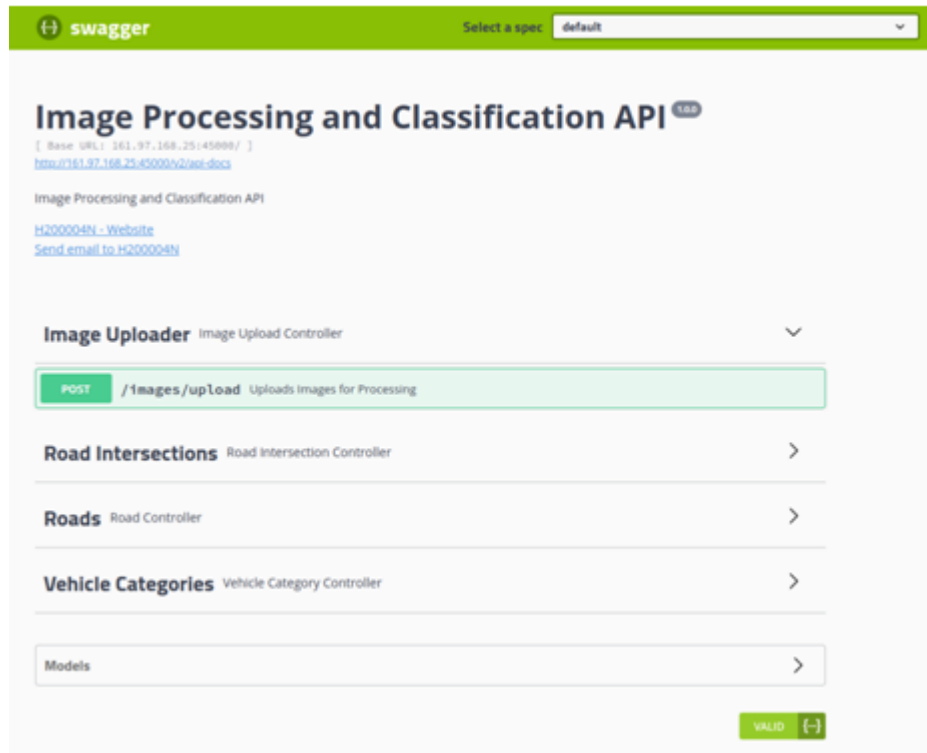 swagger
Select a spec default
Image Processing and Classification API 1.0.0
[ Base URL: 161.97.168.25:45000/ ]
http://161.97.168.25:45000/v2/api-docs
Image Processing and Classification API
H200004N - Website
Send email to H200004N
Image Uploader Image Upload Controller
POST /images/upload Uploads Images for Processing
Road Intersections Road Intersection Controller
Roads Road Controller
Vehicle Categories Vehicle Category Controller
Models
VALID {--}